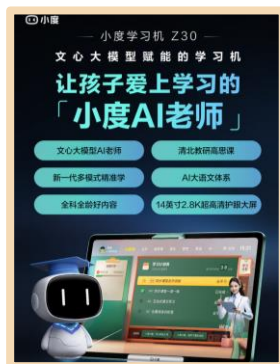 小度
小度学习机 Z30
文心大模型赋能的学习机
让孩子爱上学习的
「小度AI老师」
文心大模型AI老师
清北教研高思课
新一代多模式精准学
AI大语文体系
全科全龄好内容
14英寸2.8K超高清护眼大屏